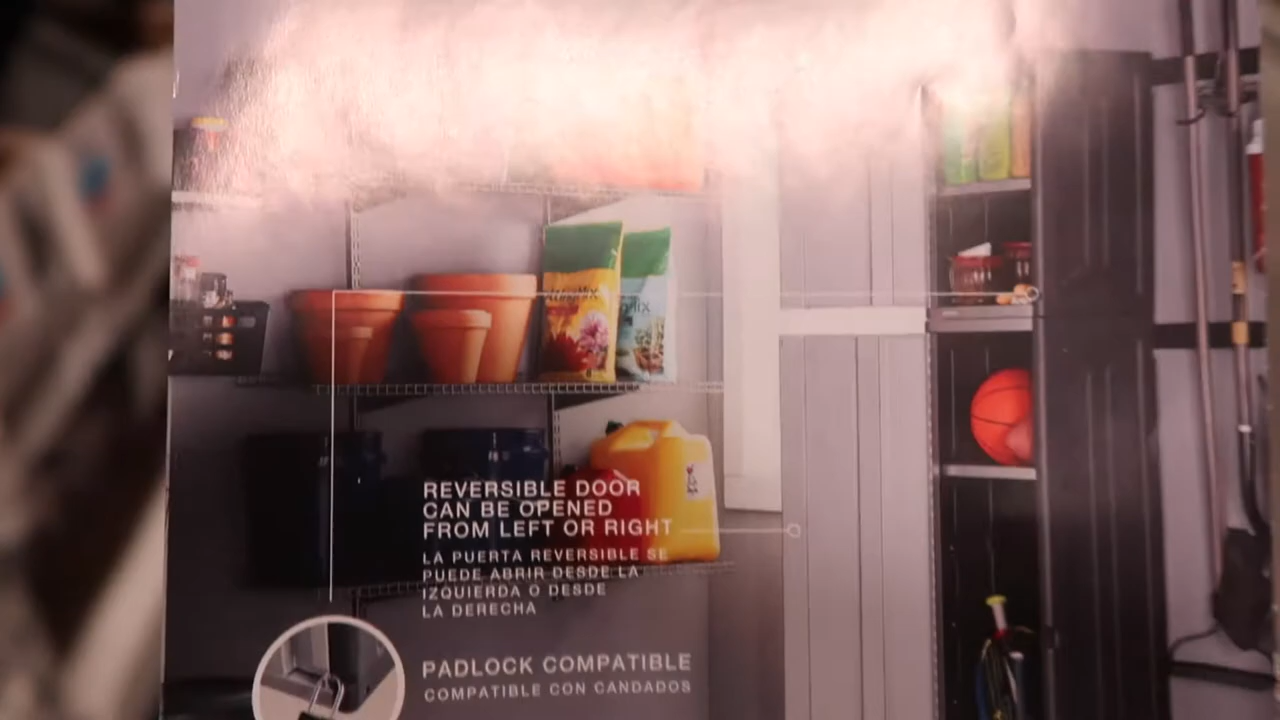 REVERSIBLE DOOR
CAN BE OPENED
FROM LEFT OR RIGHT
LA PUERTA REVERSIBLE SE
PUEDE ABRIR DESDE LA
IZQUIERDA O DESDE
LA DERECHA
PADLOCK COMPATIBLE
COMPATIBLE CON CANDADOS